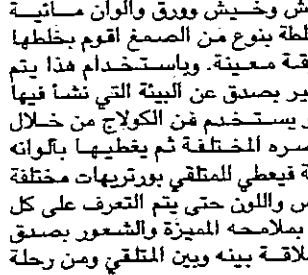 ش وخيش وورق والوان مائية
لطة بنوع من الصمغ اقوم بخلطها
قة معينة. وباستخدام هذا يتم
ير بصدق عن البيئة التي نشأ فيها
يستخدم فن الكولاج من خلال
سره المختلفة ثم يغطيها بألوانه
ة فيعطي للمتلقي بورتريهات مختلفة
س واللون حتى يتم التعرف على كل
بملامحه المميزة والشعور بصدق
لاقة بينه وبين المتلقي ومن رحلة